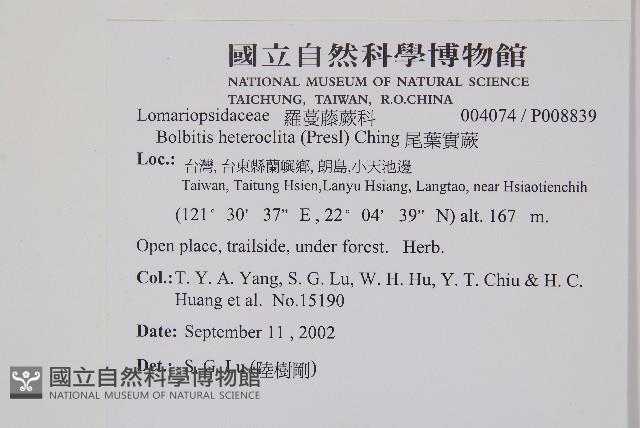 國立自然科學博物館
NATIONAL MUSEUM OF NATURAL SCIENCE
TAICHUNG, TAIWAN, R.O.CHINA
Lomariopsidaceae 羅蔓藤蕨科 004074 / P008839
Bolbitis heteroclita (Presl) Ching 尾葉實蕨
Loc.: 台灣, 台東縣蘭嶼鄉, 朗島,小天池邊
Taiwan, Taitung Hsien,Lanyu Hsiang, Langtao, near Hsiaotienchih
(121° 30' 37" E , 22° 04' 39" N) alt. 167 m.
Open place, trailside, under forest. Herb.
Col.: T. Y. A. Yang, S. G. Lu, W. H. Hu, Y. T. Chiu & H. C.
Huang et al. No.15190
Date: September 11 , 2002
Det.: S. G. Lu (陸樹剛)
國立自然科學博物館
NATIONAL MUSEUM OF NATURAL SCIENCE